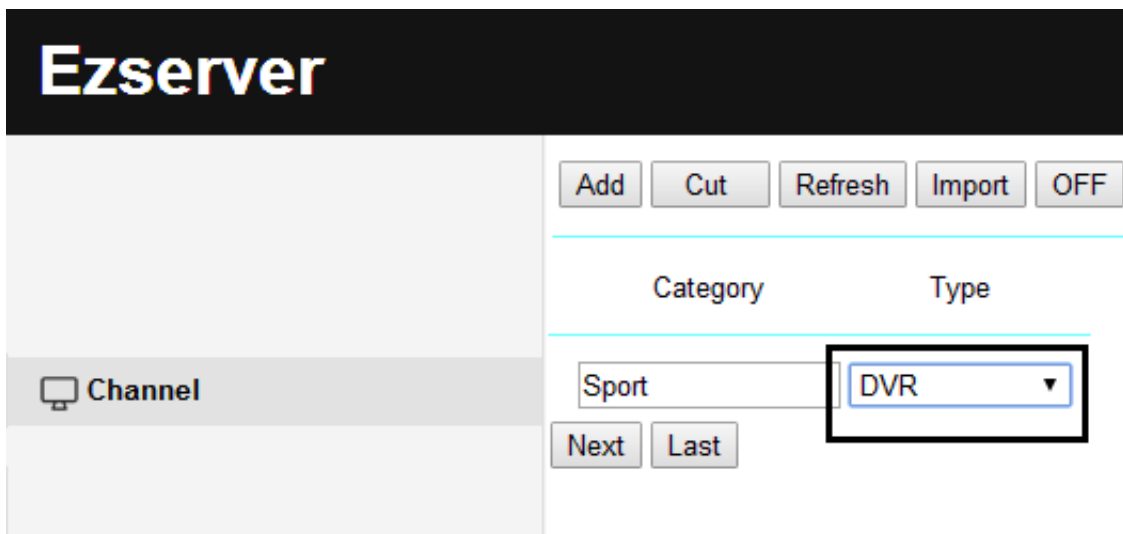 Ezserver
Add Cut Refresh Import OFF
Category Type
Channel
Sport DVR
Next Last